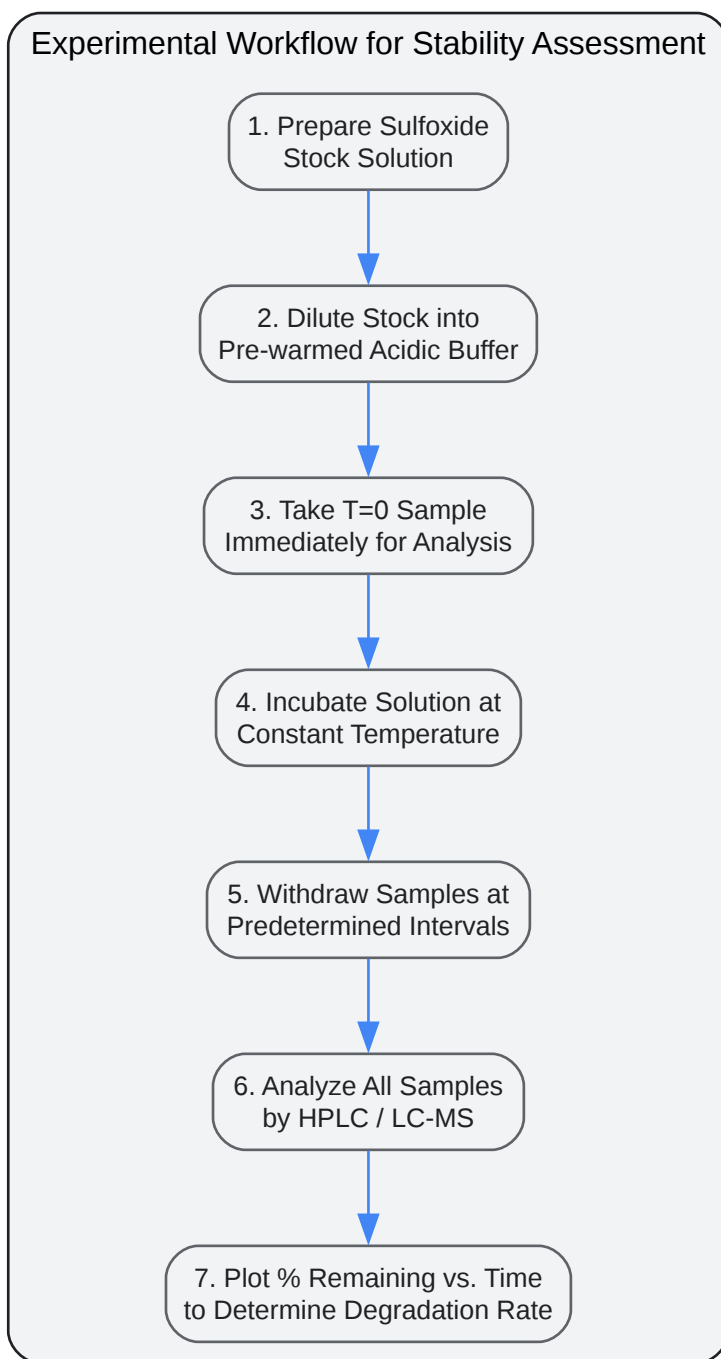 Experimental Workflow for Stability Assessment
1. Prepare Sulfoxide
Stock Solution
2. Dilute Stock into
Pre-warmed Acidic Buffer
3. Take T=0 Sample
Immediately for Analysis
4. Incubate Solution at
Constant Temperature
5. Withdraw Samples at
Predetermined Intervals
6. Analyze All Samples
by HPLC / LC-MS
7. Plot % Remaining vs. Time
to Determine Degradation Rate